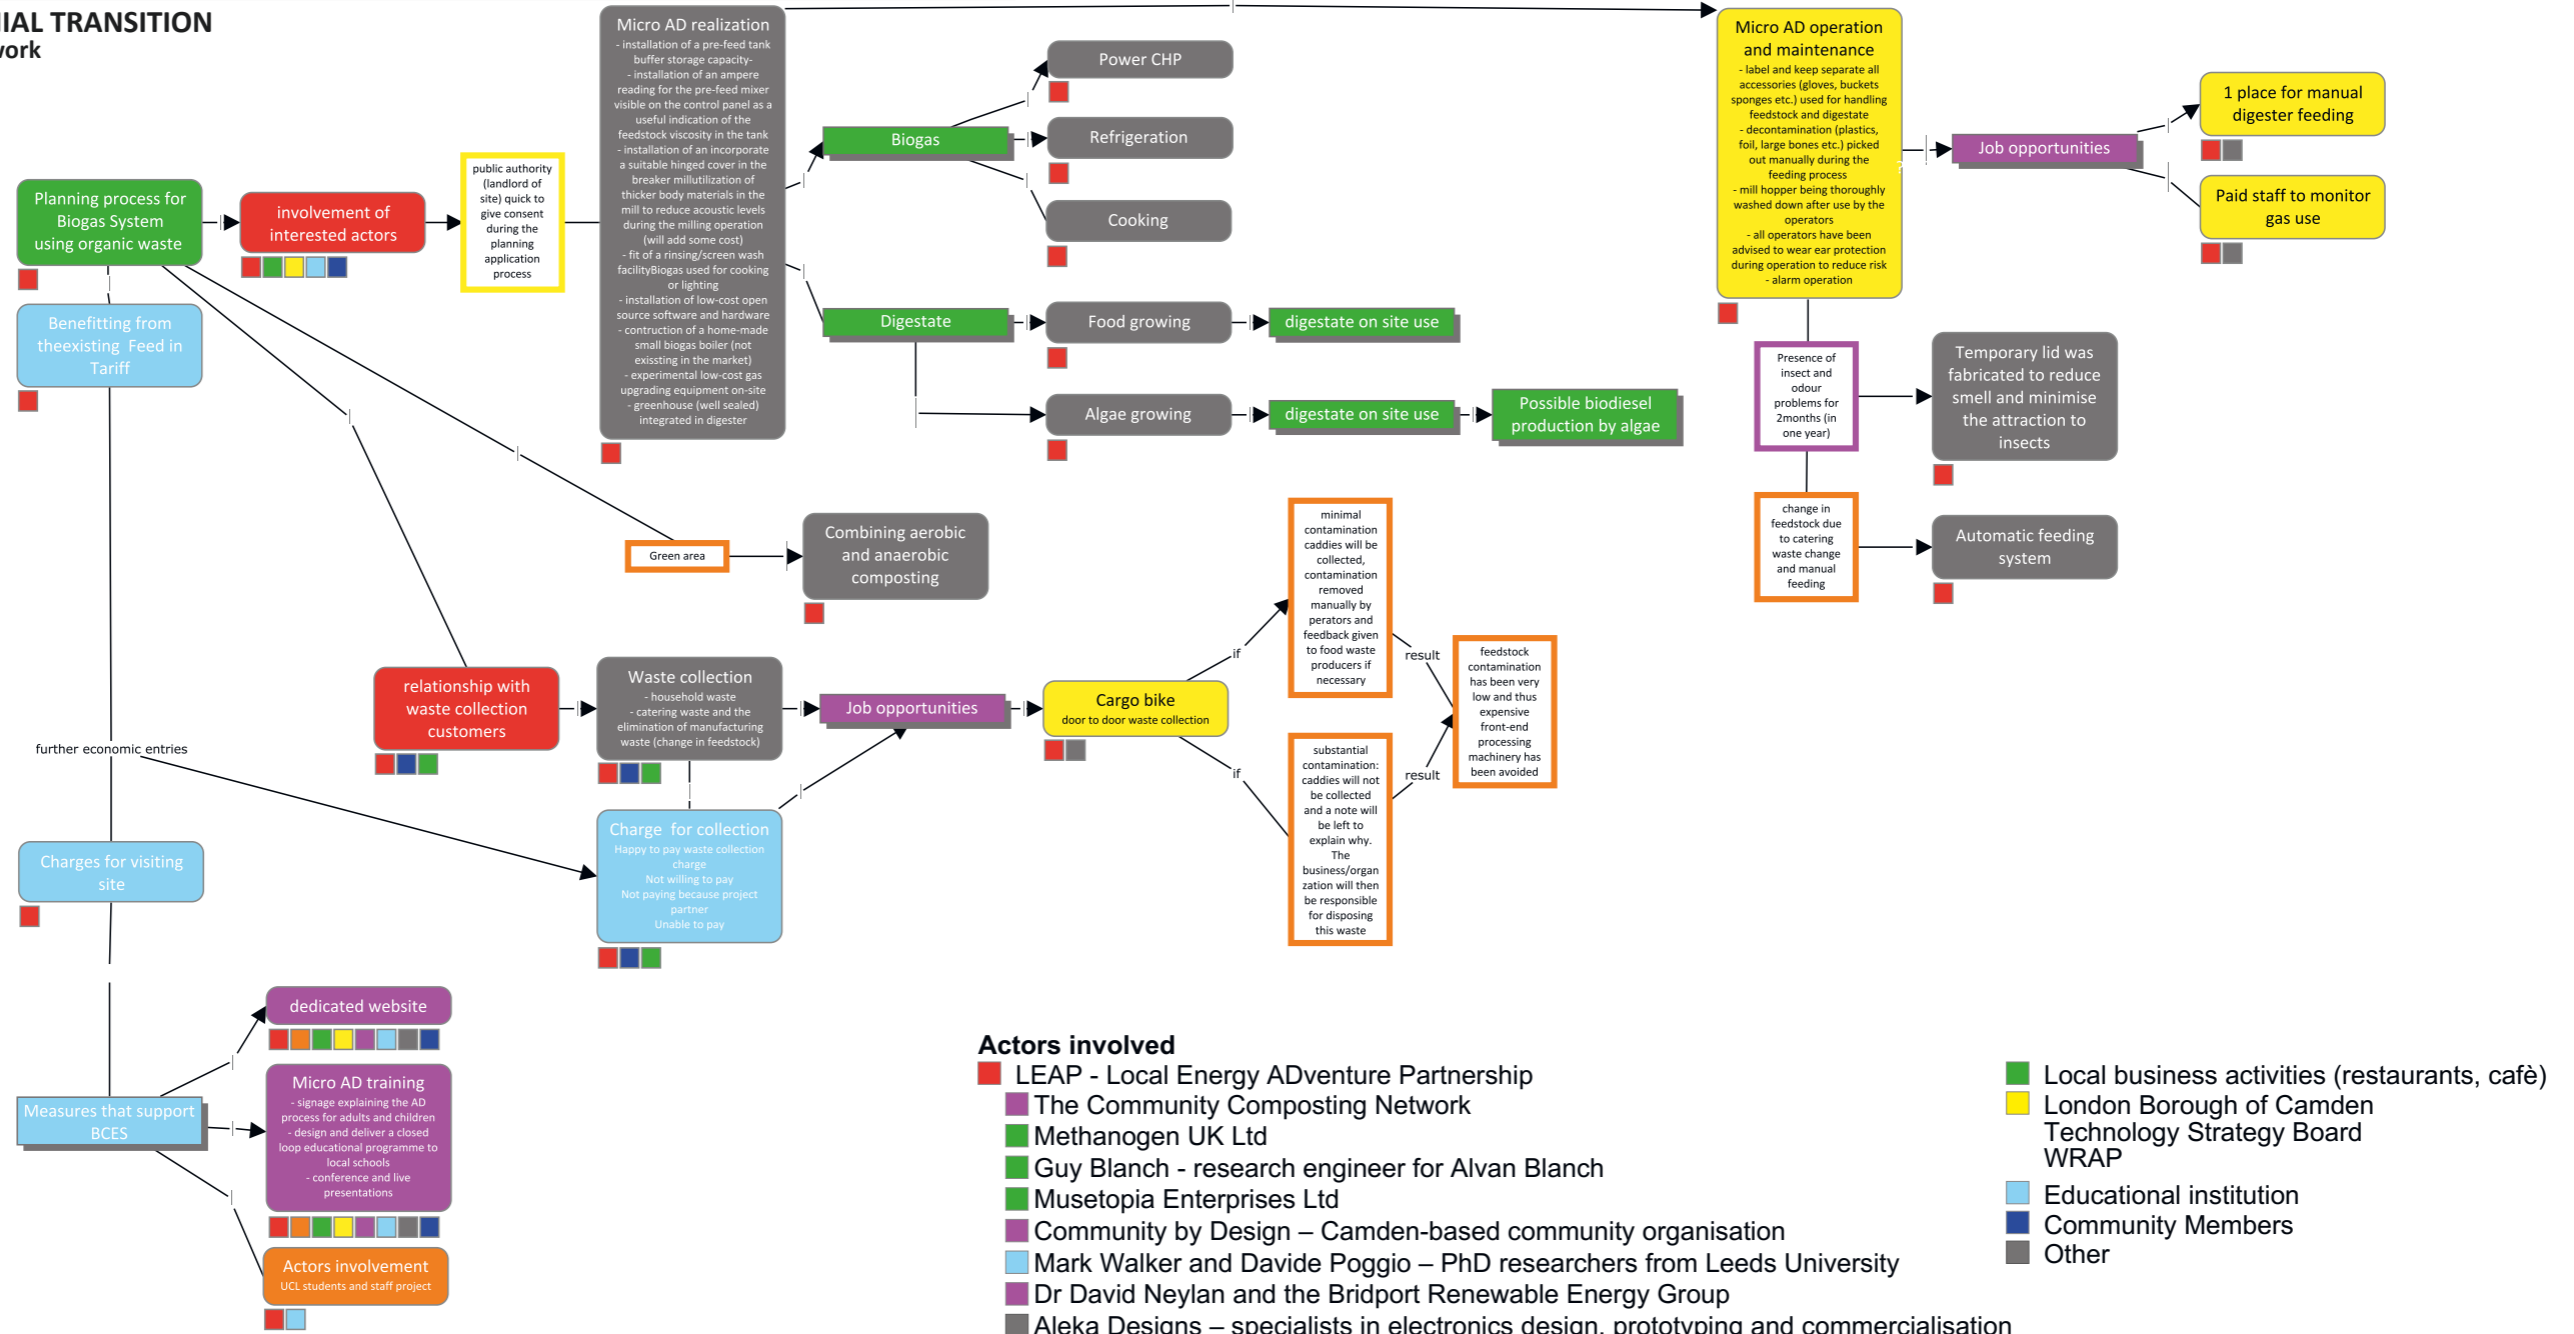 NIAL TRANSITION
work
Planning process for
Biogas System
using organic waste
involvement of
interested actors
public authority
(landlord of
site) quick to
give consent
during the
planning
application
process
Benefitting from
theexisting Feed in
Tariff
Micro AD realization
- installation of a pre-feed tank
buffer storage capacity-
- installation of an ampere
reading for the pre-feed mixer
visible on the control panel as a
useful indication of the
feedstock viscosity in the tank
- installation of an incorporate
a suitable hinged cover in the
breaker millutilization of
thicker body materials in the
mill to reduce acoustic levels
during the milling operation
(will add some cost)
- fit of a rinsing/screen wash
facilityBiogas used for cooking
or lighting
- installation of low-cost open
source software and hardware
- contruction of a home-made
small biogas boiler (not
exissting in the market)
- experimental low-cost gas
upgrading equipment on-site
- greenhouse (well sealed)
integrated in digester
Biogas
Power CHP
Refrigeration
Cooking
Digestate
Food growing
digestate on site use
Algae growing
digestate on site use
Possible biodiesel
production by algae
Micro AD operation
and maintenance
- label and keep separate all
accessories (gloves, buckets
sponges etc.) used for handling
feedstock and digestate
- decontamination (plastics,
foil, large bones etc.) picked
out manually during the
feeding process
- mill hopper being thoroughly
washed down after use by the
operators
- all operators have been
advised to wear ear protection
during operation to reduce risk
- alarm operation
?
Job opportunities
1 place for manual
digester feeding
Paid staff to monitor
gas use
Presence of
insect and
odour
problems for
2months (in
one year)
Temporary lid was
fabricated to reduce
smell and minimise
the attraction to
insects
change in
feedstock due
to catering
waste change
and manual
feeding
Automatic feeding
system
Green area
Combining aerobic
and anaerobic
composting
relationship with
waste collection
customers
Waste collection
- household waste
- catering waste and the
elimination of manufacturing
waste (change in feedstock)
Job opportunities
Cargo bike
door to door waste collection
if
if
minimal
contamination
caddies will be
collected,
contamination
removed
manually by
perators and
feedback given
to food waste
producers if
necessary
substantial
contamination:
caddies will not
be collected
and a note will
be left to
explain why.
The
business/organ
zation will then
be responsible
for disposing
this waste
result
result
feedstock
contamination
has been very
low and thus
expensive
front-end
processing
machinery has
been avoided
further economic entries
Charge for collection
Happy to pay waste collection
charge
Not willing to pay
Not paying because project
partner
Unable to pay
Charges for visiting
site
Measures that support
BCES
dedicated website
Micro AD training
- signage explaining the AD
process for adults and children
- design and deliver a closed
loop educational programme to
local schools
- conference and live
presentations
Actors involvement
UCL students and staff project
Actors involved
LEAP - Local Energy ADventure Partnership
The Community Composting Network
Methanogen UK Ltd
Guy Blanch - research engineer for Alvan Blanch
Musetopia Enterprises Ltd
Community by Design – Camden-based community organisation
Mark Walker and Davide Poggio – PhD researchers from Leeds University
Dr David Neylan and the Bridport Renewable Energy Group
Aleka Designs – specialists in electronics design, prototyping and commercialisation
Local business activities (restaurants, cafè)
London Borough of Camden
Technology Strategy Board
WRAP
Educational institution
Community Members
Other